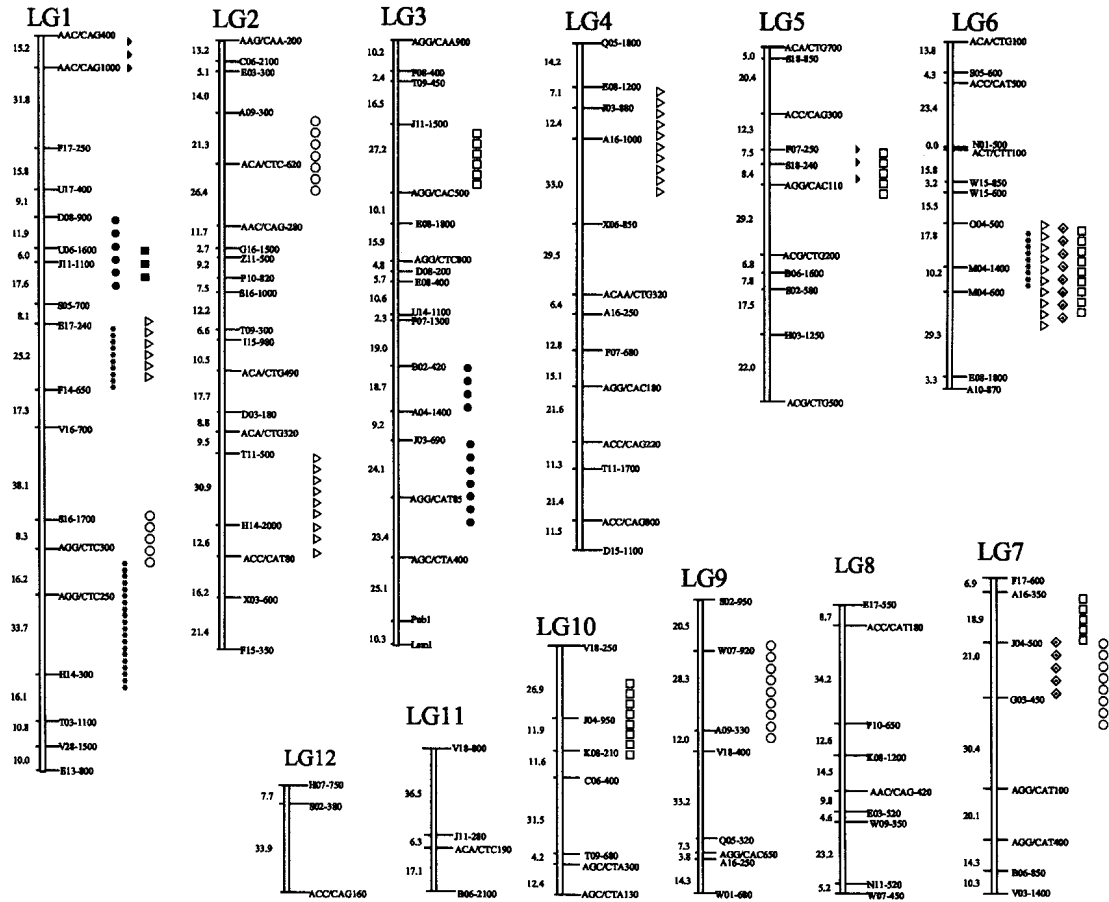 LG1
AAC/CAG400
15.2
AAC/CAG1000
31.8
F17-250
15.8
U17-400
9.1
D08-900
11.9
U06-1600
6.0
J11-1100
17.6
S05-700
8.1
E17-240
25.2
F14-650
17.3
V16-700
38.1
S16-1700
8.3
AGG/CTC300
16.2
AGG/CTC250
33.7
H14-300
16.1
T03-1100
10.8
V28-1500
10.0
E13-800
LG2
AAG/CAA-200
13.2
C06-2100
5.1
E03-300
14.0
A09-300
21.3
ACA/CTC-620
26.4
AAC/CAG-280
11.7
G16-1500
2.7
Z11-500
9.2
F10-820
7.5
S16-1000
12.2
T09-300
6.6
I15-980
10.5
ACA/CTG490
17.7
D03-180
8.8
ACA/CTG320
9.5
T11-500
30.9
H14-2000
12.6
ACC/CAT80
16.2
X03-600
21.4
F15-350
LG3
AGG/CAA900
10.2
F08-400
2.4
T09-450
16.5
J11-1500
27.2
AGG/CAC500
10.1
E08-1800
15.9
AGG/CTC800
4.8
D08-200
5.7
E08-400
10.6
U14-1100
2.3
F07-1300
19.0
B02-420
18.7
A04-1400
9.2
J03-690
24.1
AGG/CAT85
23.4
AGC/CTA400
25.1
Pub1
10.3
Lsm1
LG4
Q05-1800
14.2
E08-1200
7.1
J03-880
12.4
A16-1000
33.0
X06-850
29.5
ACAA/CTG320
6.4
A16-250
12.8
F07-680
15.1
AGG/CAC180
21.6
ACC/CAG220
11.3
T11-1700
21.4
ACC/CAG800
11.5
D15-1100
LG5
ACA/CTG700
5.0
S18-850
20.4
ACC/CAG300
12.3
F07-250
7.5
S18-240
8.4
AGG/CAC110
29.2
ACG/CTG200
6.8
B06-1600
7.8
S02-580
17.5
H03-1250
22.0
ACG/CTG500
LG6
ACA/CTG100
13.8
E05-600
4.3
ACC/CAT500
23.4
N01-500
0.0
ACT/CTT100
15.8
W15-850
3.2
W15-600
15.5
O04-500
17.8
M04-1400
10.2
M04-600
29.3
E08-1800
3.3
A10-870
LG7
F17-600
6.9
A16-350
18.9
J04-500
21.0
G03-450
30.4
AGG/CAT100
20.1
AGG/CAT400
14.3
B06-850
10.3
V03-1400
LG8
E17-550
8.7
ACC/CAT180
34.2
F10-650
12.6
K08-1200
14.5
AAC/CAG-420
9.8
E03-520
4.6
W09-350
23.2
N11-520
5.2
W07-450
LG9
S02-950
20.5
W07-920
28.3
A09-330
12.0
V18-400
33.2
Q05-320
7.3
AGG/CAC650
3.8
A16-250
14.3
W01-680
LG10
V18-250
26.9
J04-950
11.9
K08-210
11.6
C06-400
31.5
T09-680
4.2
AGC/CTA300
12.4
AGC/CTA130
LG11
V18-800
36.5
J11-280
6.3
ACA/CTC190
17.1
B06-2100
LG12
H07-750
7.7
S02-380
33.9
ACC/CAG160